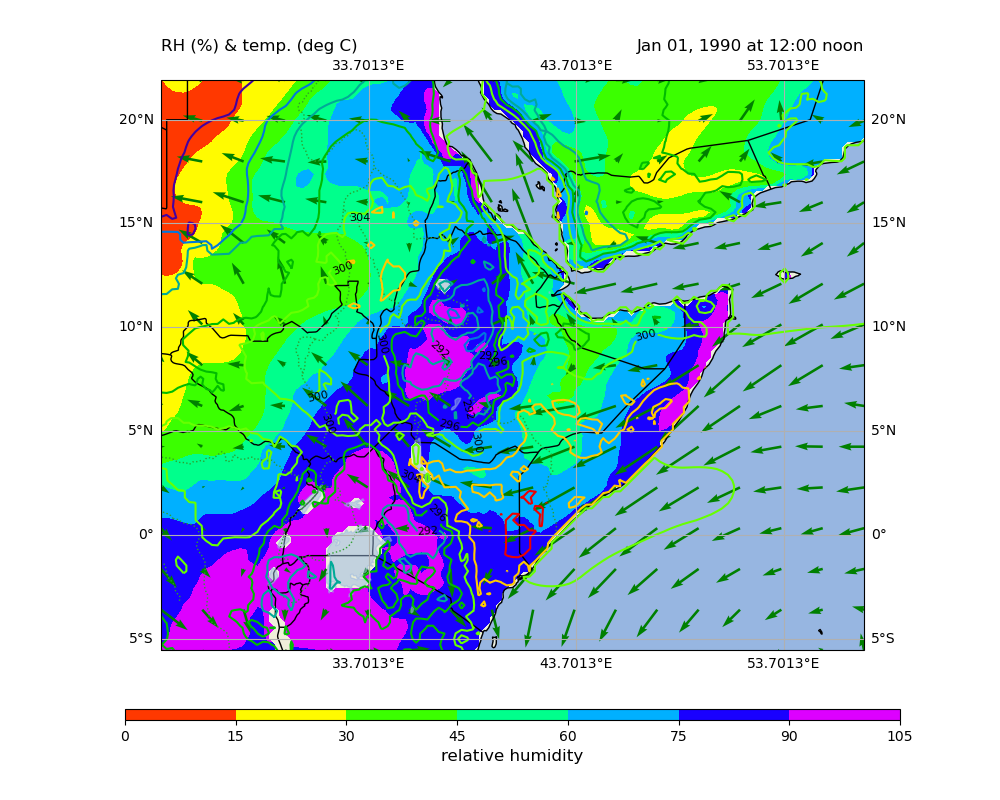 RH (%) & temp. (deg C) Jan 01, 1990 at 12:00 noon
33.7013°E 43.7013°E 53.7013°E
20°N 20°N
15°N 304 15°N
300
10°N 300 10°N
292
300
296
5°N 5°N
300
0° 292 0°
5°S 5°S
33.7013°E 43.7013°E 53.7013°E
0 15 30 45 60 75 90 105
relative humidity